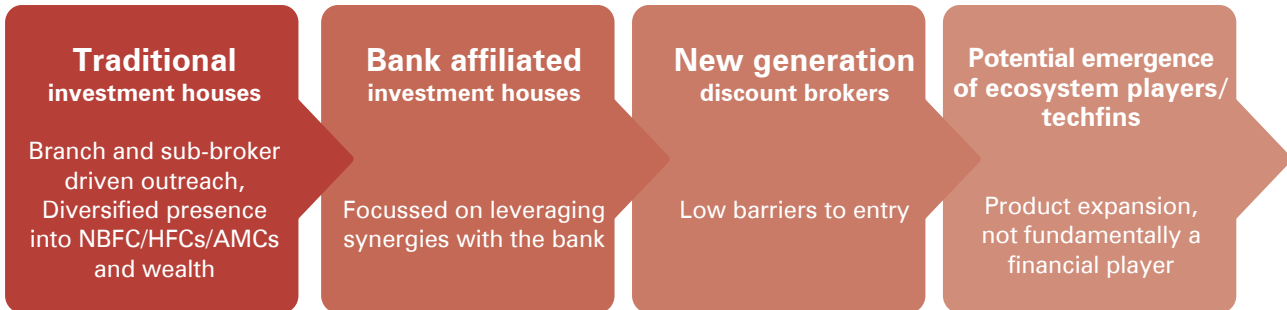 Traditional
investment houses
Branch and sub-broker
driven outreach,
Diversified presence
into NBFC/HFCs/AMCs
and wealth
Bank affiliated
investment houses
Focussed on leveraging
synergies with the bank
New generation
discount brokers
Low barriers to entry
Potential emergence
of ecosystem players/
techfins
Product expansion,
not fundamentally a
financial player